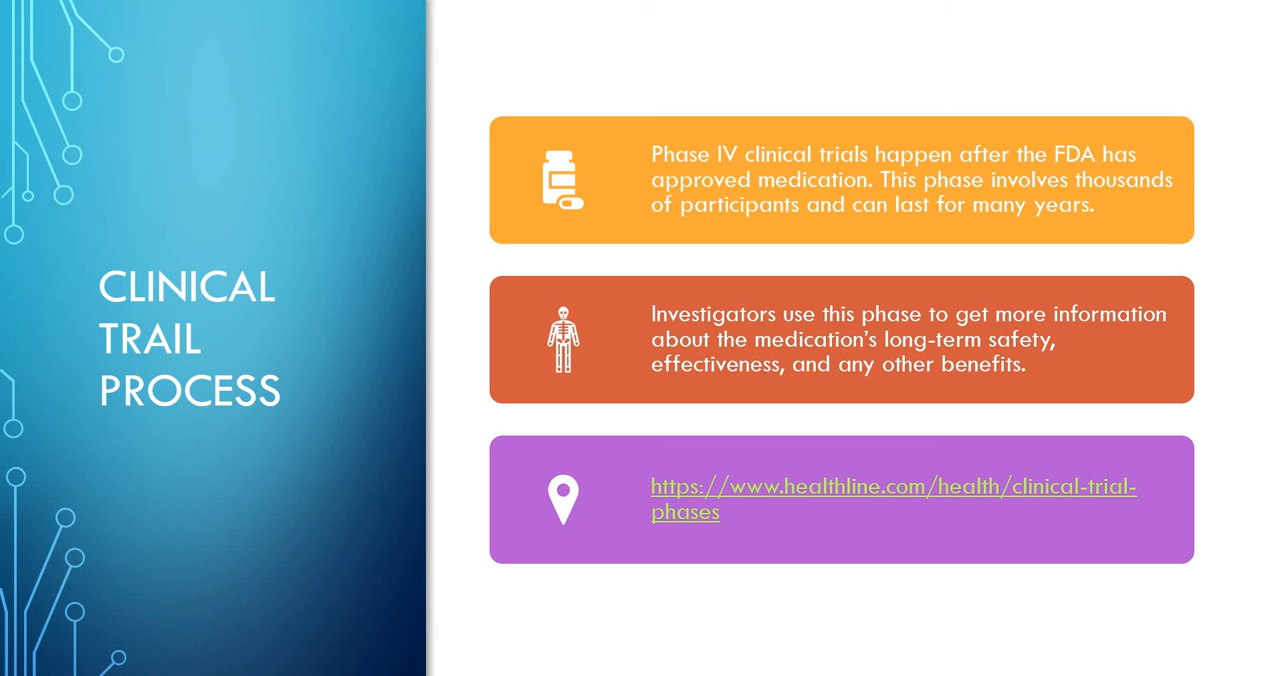 CLINICAL
TRAIL
PROCESS
Phase IV clinical trials happen after the FDA has
approved medication. This phase involves thousands
of participants and can last for many years.
Investigators use this phase to get more information
about the medication’s long-term safety,
effectiveness, and any other benefits.
https://www.healthline.com/health/clinical-trial-
phases